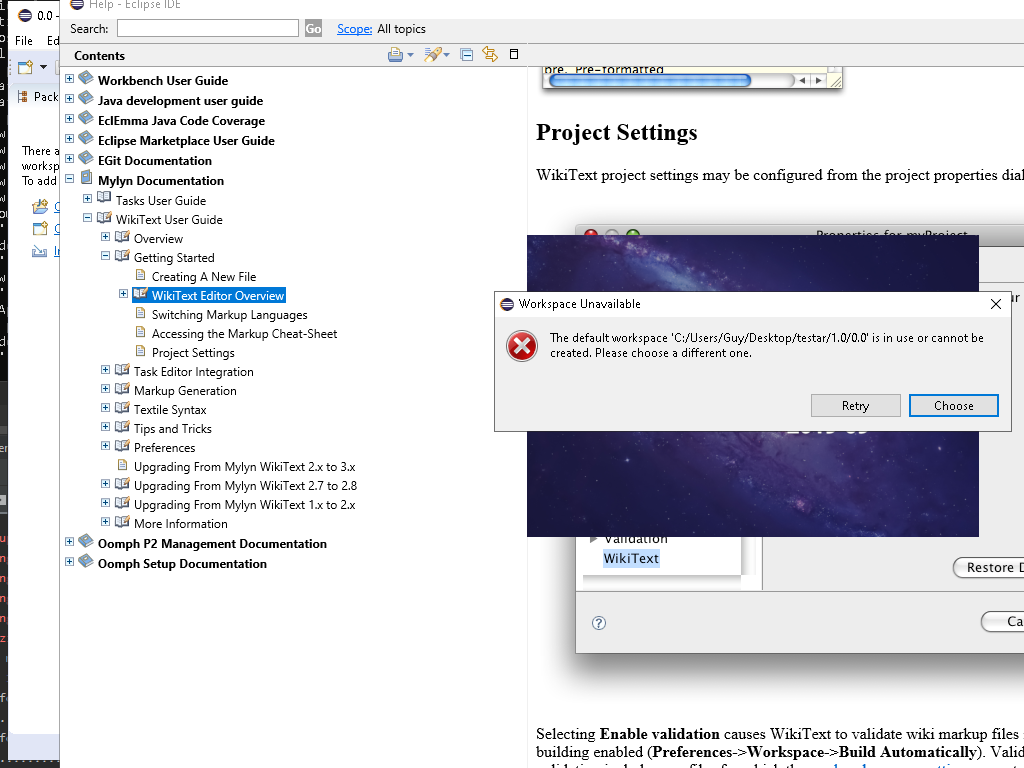 0.0 -
Help - Eclipse IDE
File Ed
Search:
Go
Scope: All topics
Contents
Pack
There a
worksp
To add
Workbench User Guide
Java development user guide
EclEmma Java Code Coverage
Eclipse Marketplace User Guide
EGit Documentation
Mylyn Documentation
Tasks User Guide
WikiText User Guide
Overview
Getting Started
Creating A New File
WikiText Editor Overview
Switching Markup Languages
Accessing the Markup Cheat-Sheet
Project Settings
Task Editor Integration
Markup Generation
Textile Syntax
Tips and Tricks
Preferences
Upgrading From Mylyn WikiText 2.x to 3.x
Upgrading From Mylyn WikiText 2.7 to 2.8
Upgrading From Mylyn WikiText 1.x to 2.x
More Information
Oomph P2 Management Documentation
Oomph Setup Documentation
pre. Pre-formatted
Project Settings
WikiText project settings may be configured from the project properties dial
Properties for myProject
Workspace Unavailable
The default workspace 'C:/Users/Guy/Desktop/testar/1.0/0.0' is in use or cannot be
created. Please choose a different one.
Retry
Choose
Validation
WikiText
Restore D
Ca
Selecting Enable validation causes WikiText to validate wiki markup files
building enabled (Preferences->Workspace->Build Automatically). Valid